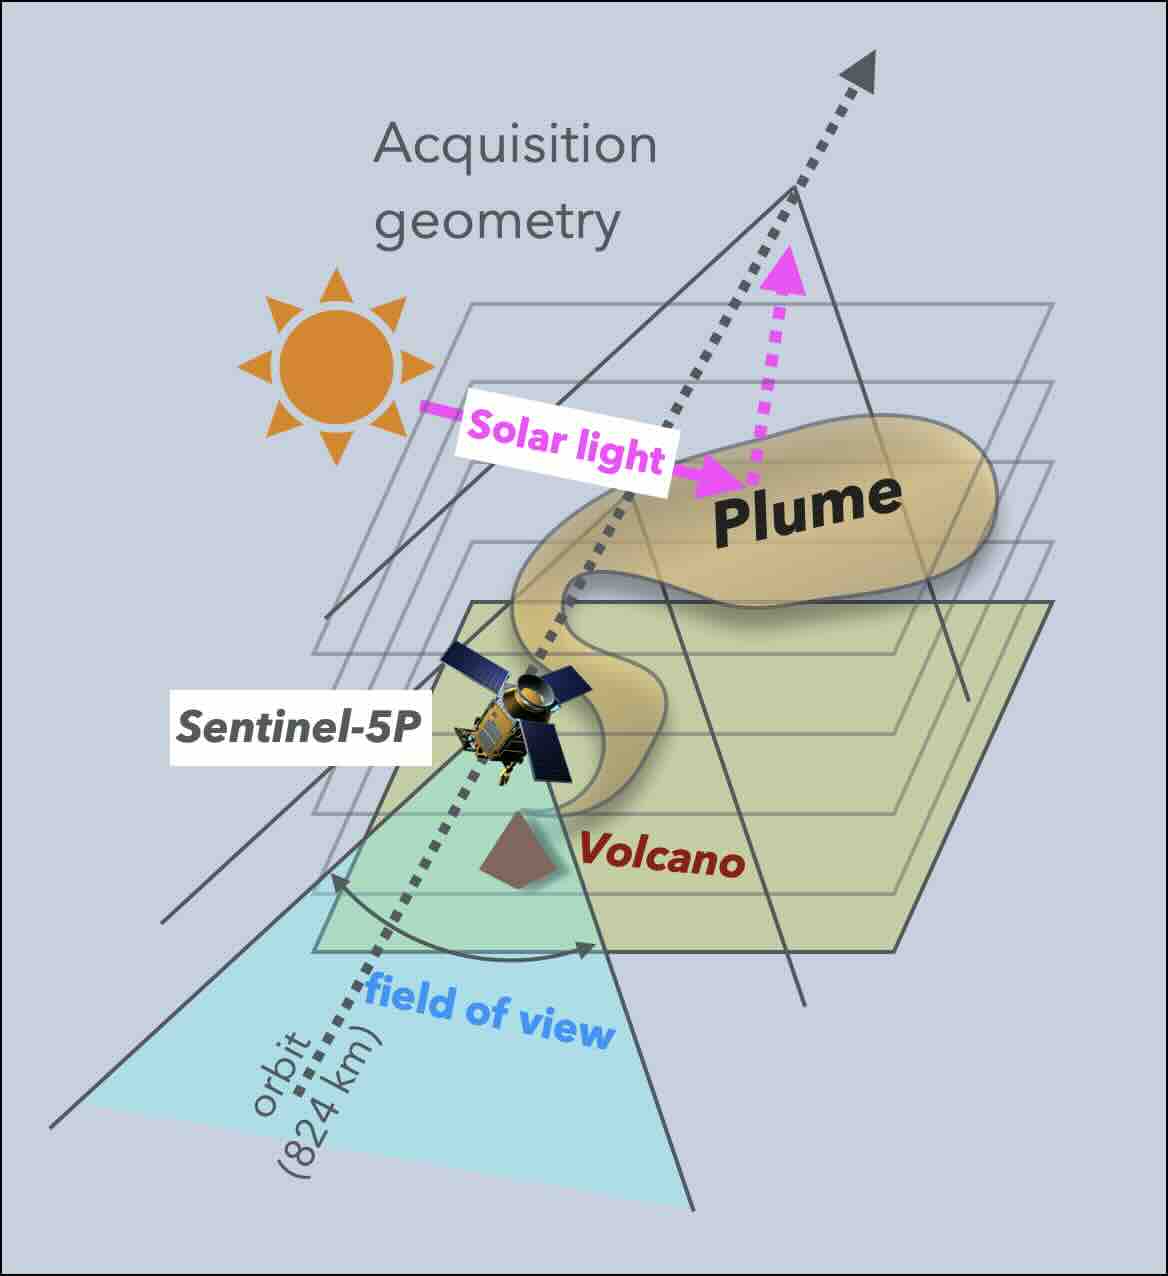 Acquisition
geometry
Solar light
Plume
Sentinel-5P
Volcano
field of view
orbit
(824 km)